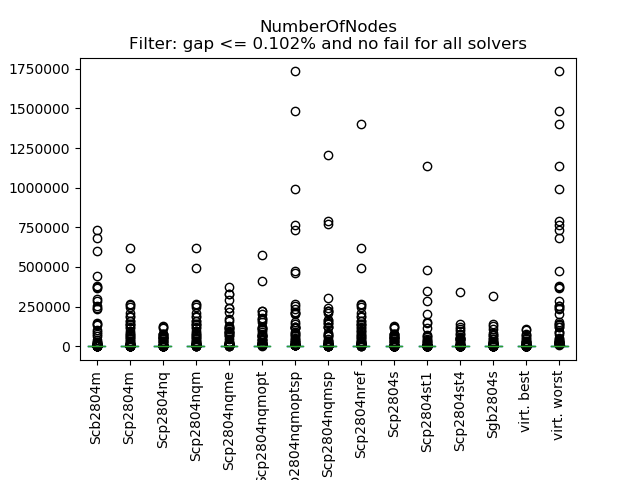 NumberOfNodes
Filter: gap <= 0.102% and no fail for all solvers
1750000
1500000
1250000
1000000
750000
500000
250000
0
Scb2804m
Scp2804m
Scp2804nq
Scp2804nqm
Scp2804nqme
Scp2804nqmopt
p2804nqmoptsp
Scp2804nqmsp
Scp2804nref
Scp2804s
Scp2804st1
Scp2804st4
Sgb2804s
virt. best
virt. worst